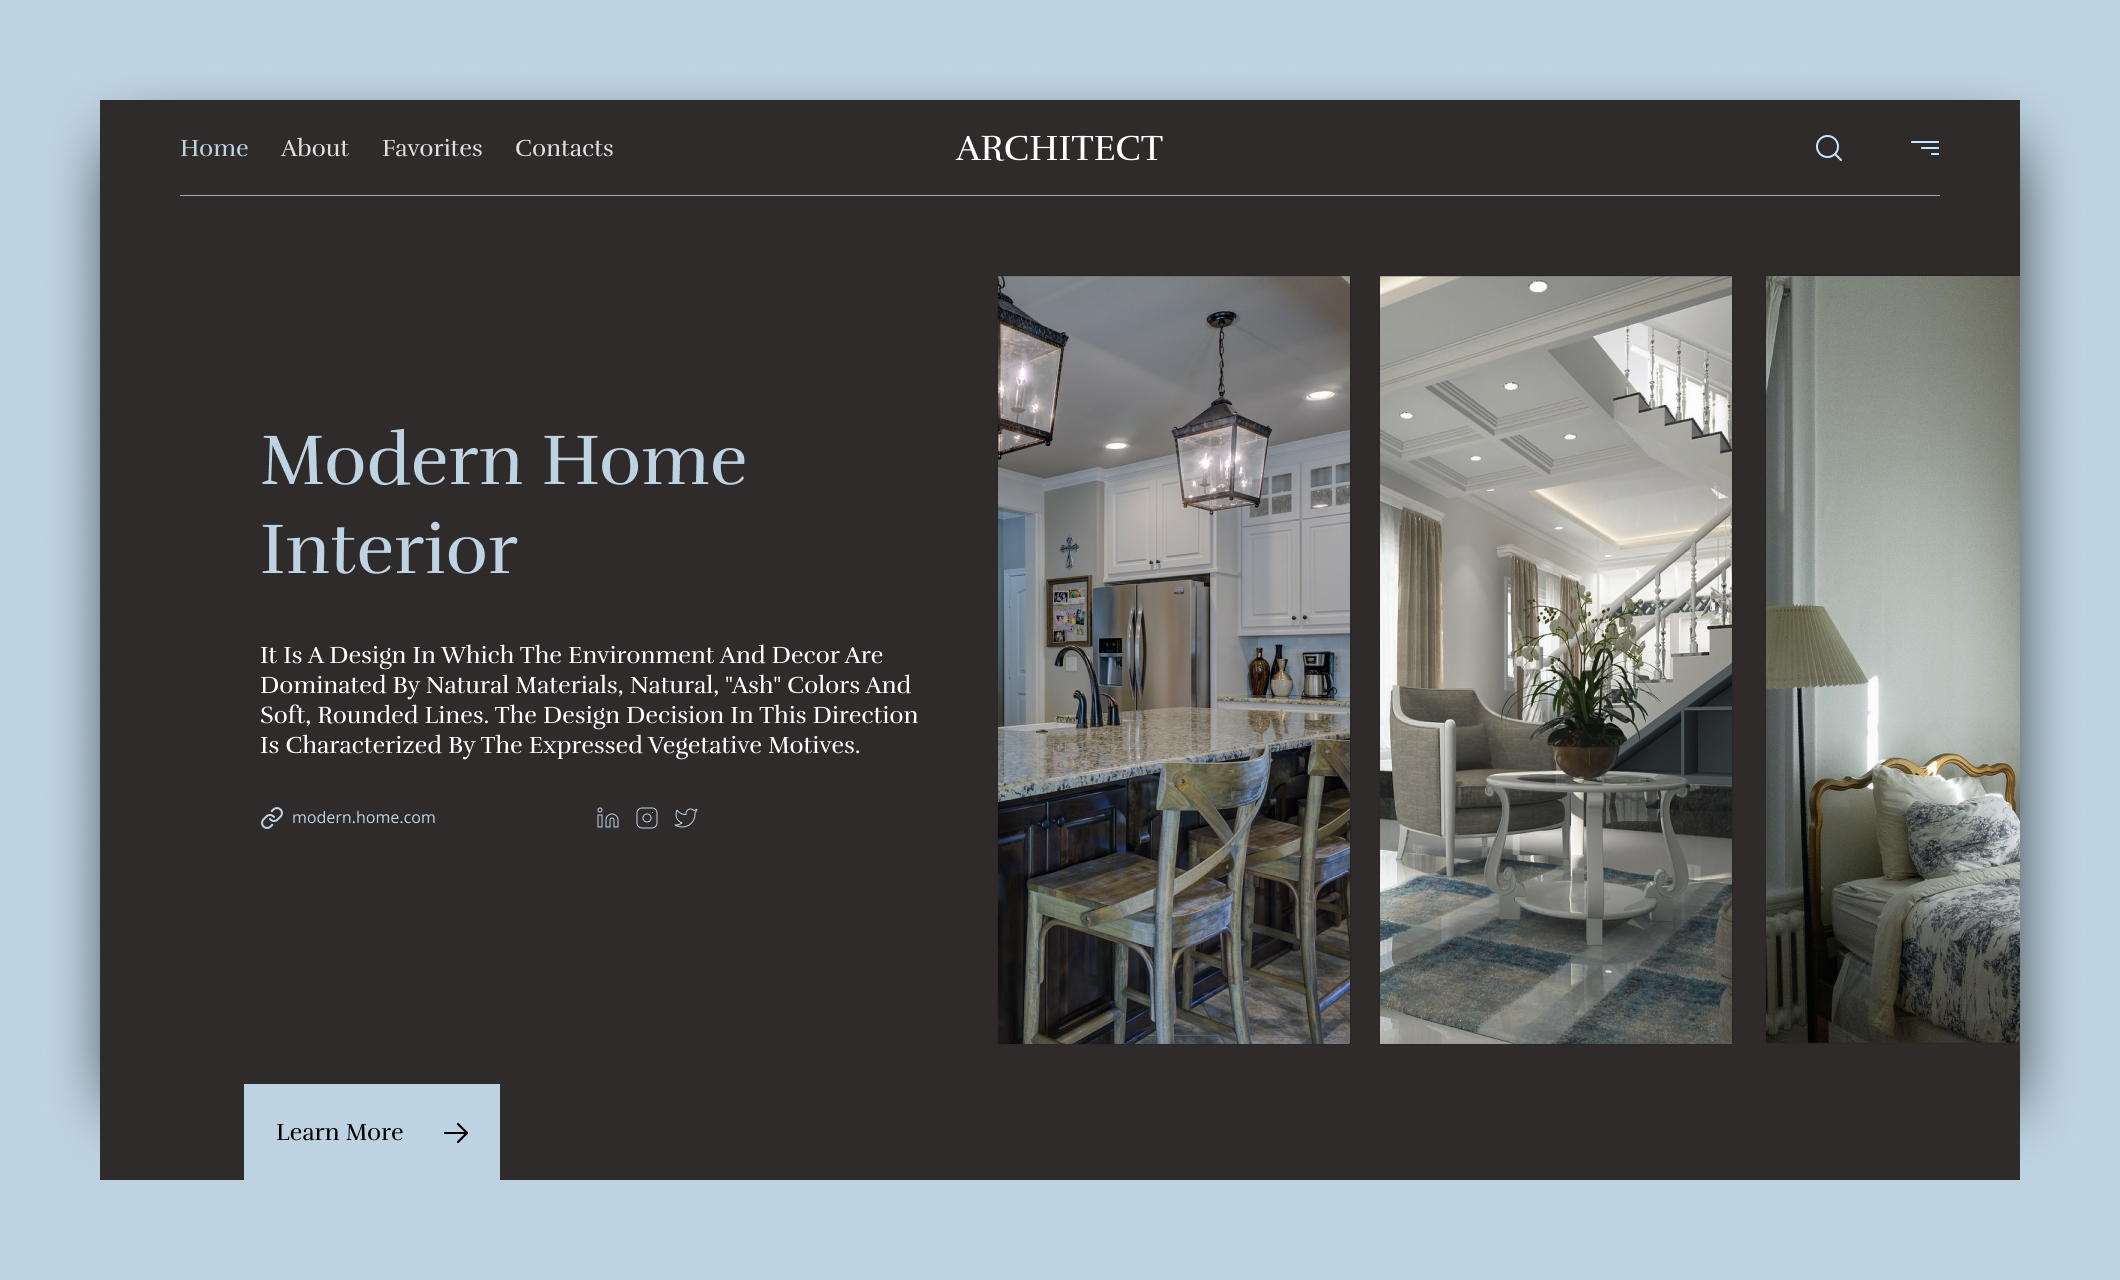 Home About Favorites Contacts
ARCHITECT
Modern Home
Interior
It Is A Design In Which The Environment And Decor Are
Dominated By Natural Materials, Natural, "Ash" Colors And
Soft, Rounded Lines. The Design Decision In This Direction
Is Characterized By The Expressed Vegetative Motives.
modern.home.com
Learn More